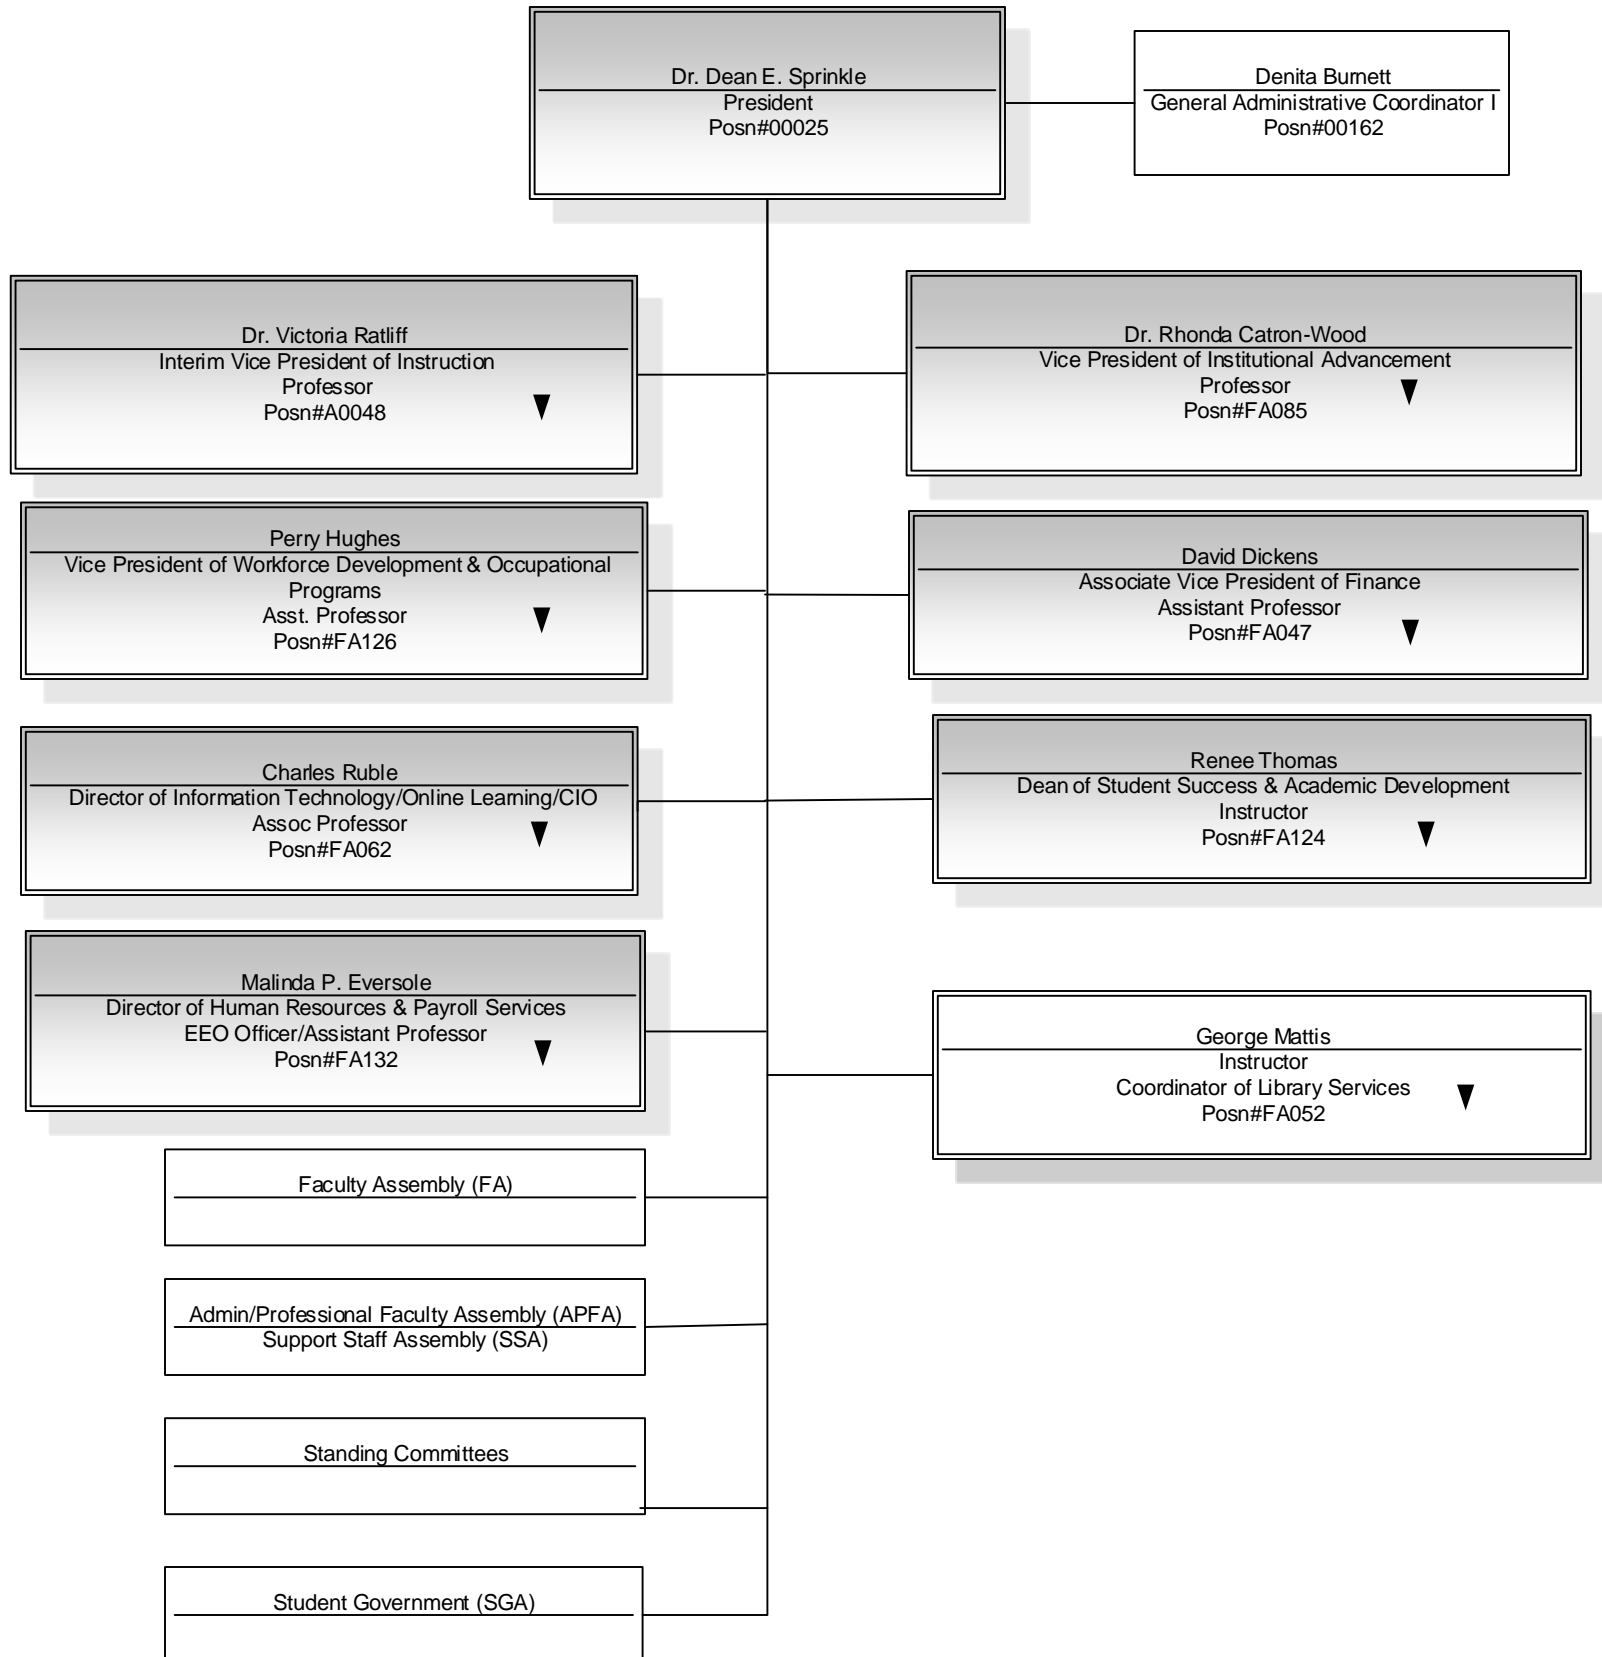 Dr. Dean E. Sprinkle
President
Posn#00025
Denita Burnett
General Administrative Coordinator I
Posn#00162
Dr. Victoria Ratliff
Interim Vice President of Instruction
Professor
Posn#A0048
Dr. Rhonda Catron-Wood
Vice President of Institutional Advancement
Professor
Posn#FA085
Perry Hughes
Vice President of Workforce Development & Occupational
Programs
Asst. Professor
Posn#FA126
David Dickens
Associate Vice President of Finance
Assistant Professor
Posn#FA047
Charles Ruble
Director of Information Technology/Online Learning/CIO
Assoc Professor
Posn#FA062
Renee Thomas
Dean of Student Success & Academic Development
Instructor
Posn#FA124
Malinda P. Eversole
Director of Human Resources & Payroll Services
EEO Officer/Assistant Professor
Posn#FA132
George Mattis
Instructor
Coordinator of Library Services
Posn#FA052
Faculty Assembly (FA)
Admin/Professional Faculty Assembly (APFA)
Support Staff Assembly (SSA)
Standing Committees
Student Government (SGA)